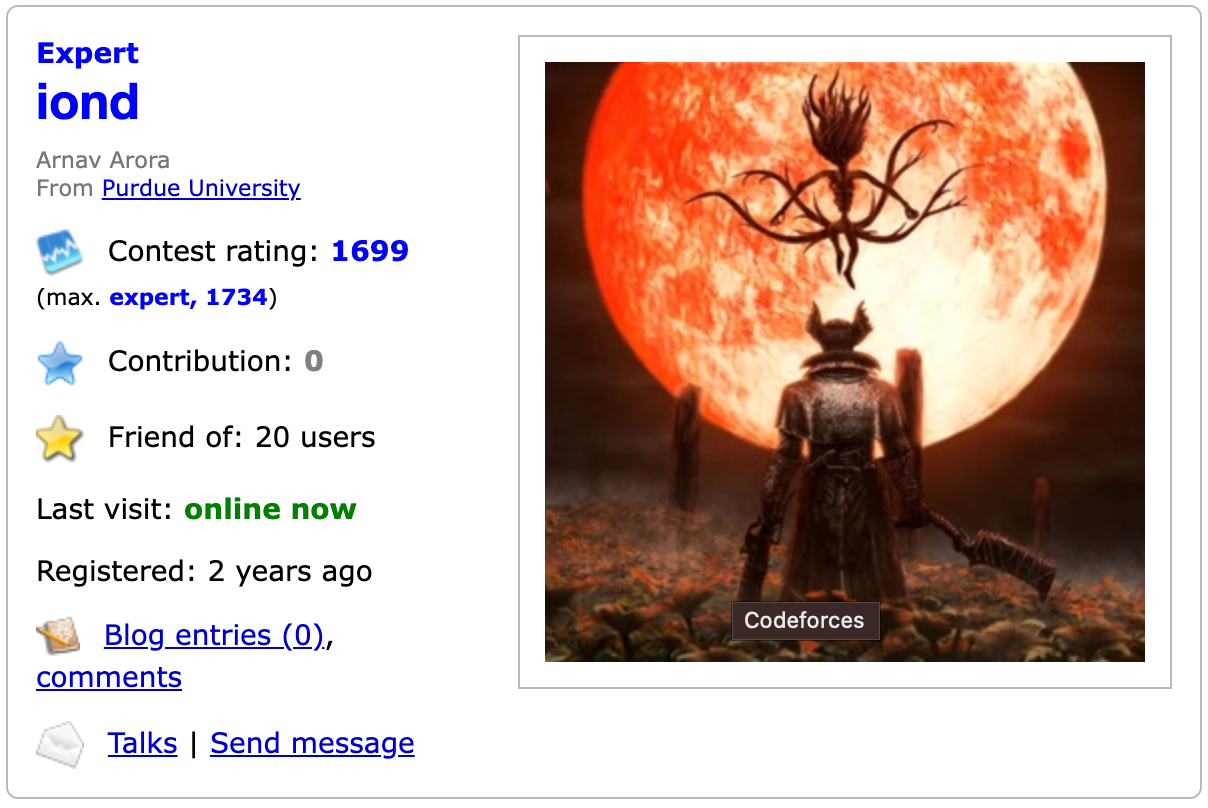 Expert
iond
Arnav Arora
From Purdue University
Contest rating: 1699
(max. expert, 1734)
Contribution: 0
Friend of: 20 users
Last visit: online now
Registered: 2 years ago
Blog entries (0),
comments
Talks | Send message
Codeforces